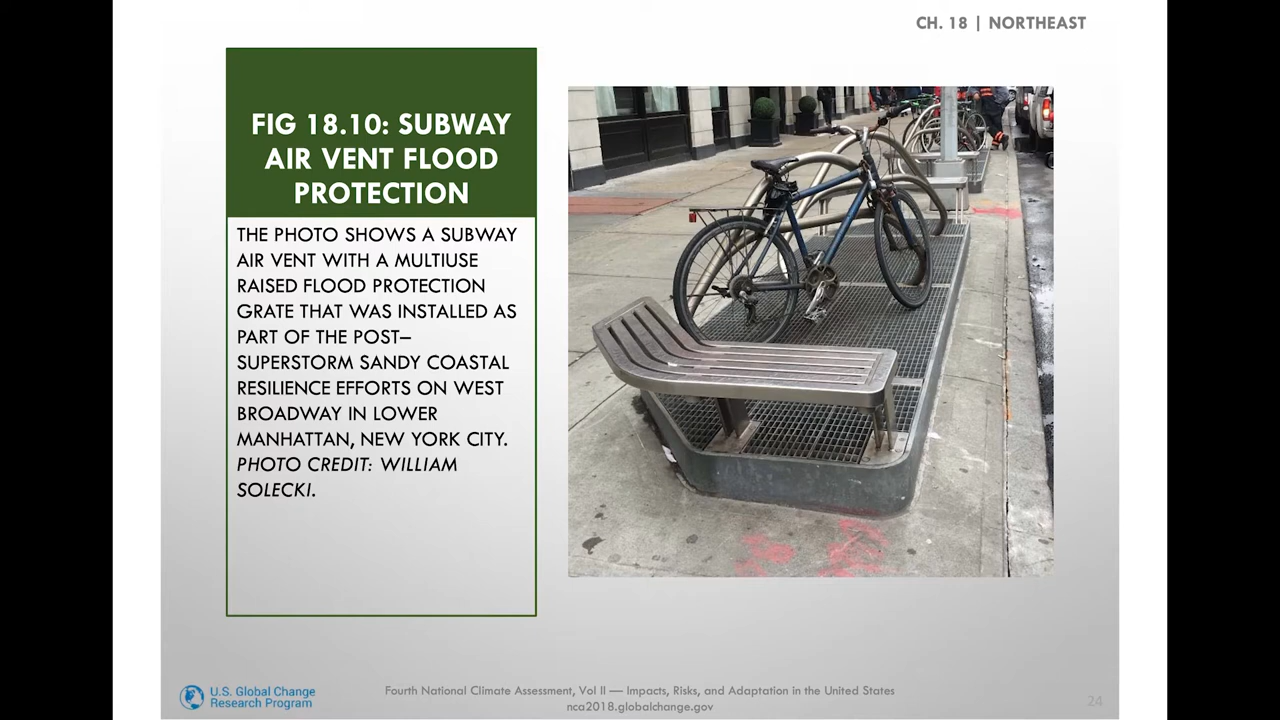 CH. 18 | NORTHEAST
FIG 18.10: SUBWAY
AIR VENT FLOOD
PROTECTION
THE PHOTO SHOWS A SUBWAY
AIR VENT WITH A MULTIUSE
RAISED FLOOD PROTECTION
GRATE THAT WAS INSTALLED AS
PART OF THE POST–
SUPERSTORM SANDY COASTAL
RESILIENCE EFFORTS ON WEST
BROADWAY IN LOWER
MANHATTAN, NEW YORK CITY.
PHOTO CREDIT: WILLIAM
SOLECKI.
U.S. Global Change
Research Program
Fourth National Climate Assessment, Vol II — Impacts, Risks, and Adaptation in the United States
nca2018.globalchange.gov
24